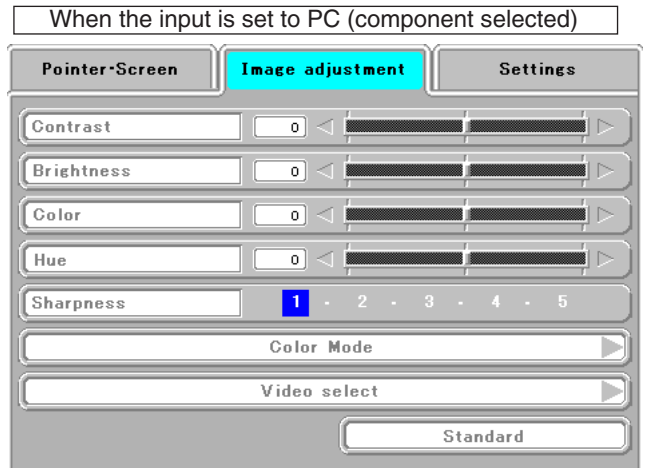 When the input is set to PC (component selected)
Pointer·Screen Image adjustment Settings
Contrast 0
Brightness 0
Color 0
Hue 0
Sharpness 1 - 2 - 3 - 4 - 5
Color Mode
Video select
Standard